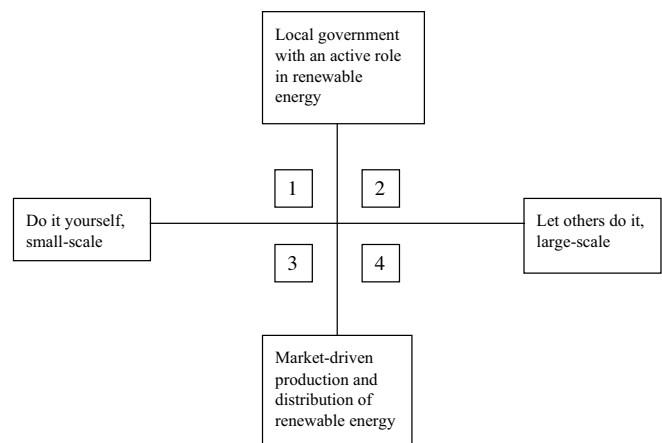 Local government
with an active role
in renewable
energy
1
2
Do it yourself,
small-scale
Let others do it,
large-scale
3
4
Market-driven
production and
distribution of
renewable energy